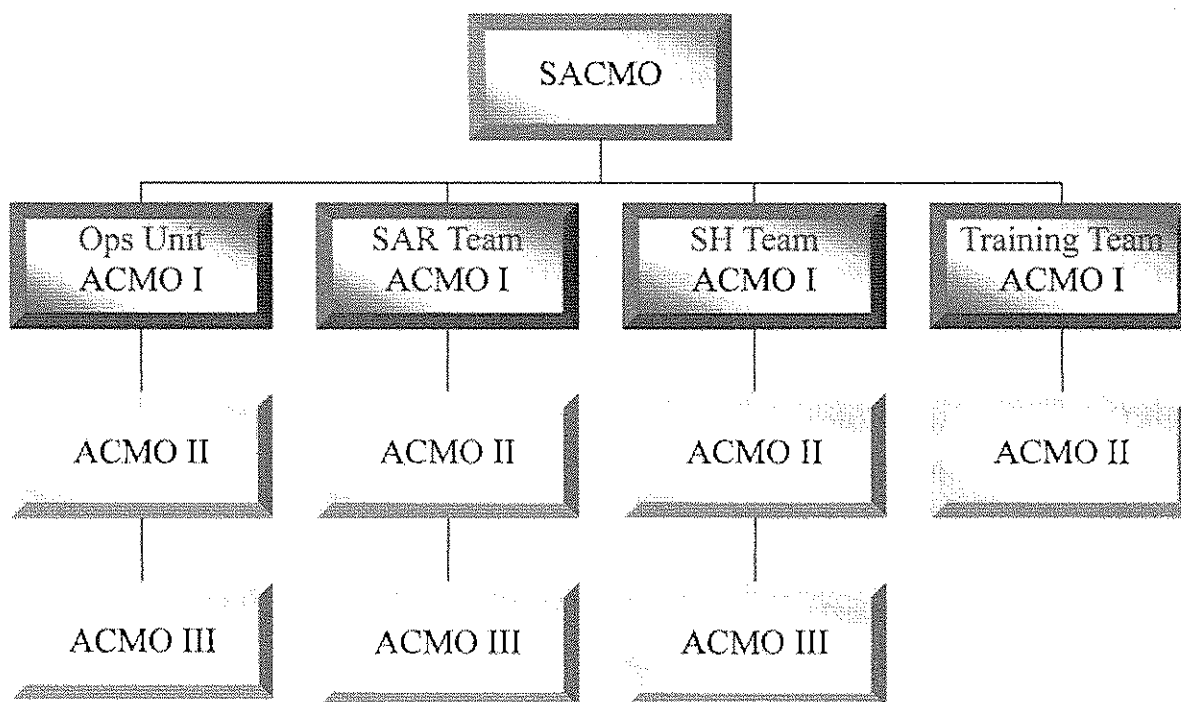 SACMO
Ops Unit
ACMO I
SAR Team
ACMO I
SH Team
ACMO I
Training Team
ACMO I
ACMO II
ACMO II
ACMO II
ACMO II
ACMO III
ACMO III
ACMO III